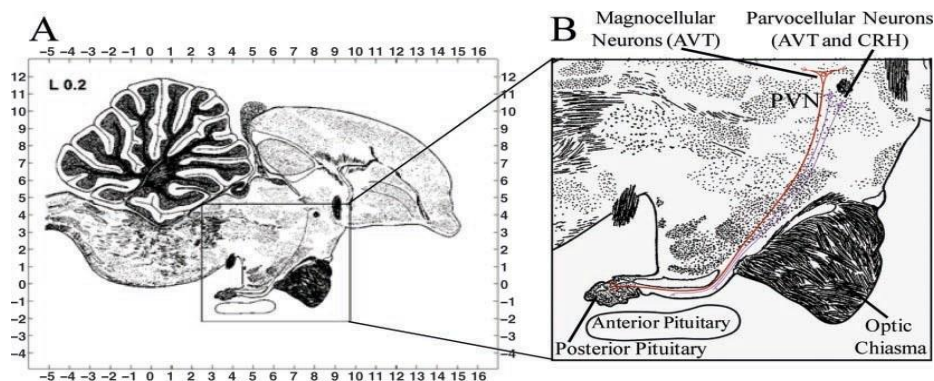 A
-5 -4 -3 -2 -1 0 1 2 3 4 5 6 7 8 9 10 11 12 13 14 15 16
L 0.2
12
11
10
9
8
7
6
5
4
3
2
1
0
-1
-2
-3
-4
-5 -4 -3 -2 -1 0 1 2 3 4 5 6 7 8 9 10 11 12 13 14 15 16
B
Magnocellular
Neurons (AVT)
Parvocellular Neurons
(AVT and CRH)
PVN
Anterior Pituitary
Posterior Pituitary
Optic
Chiasma